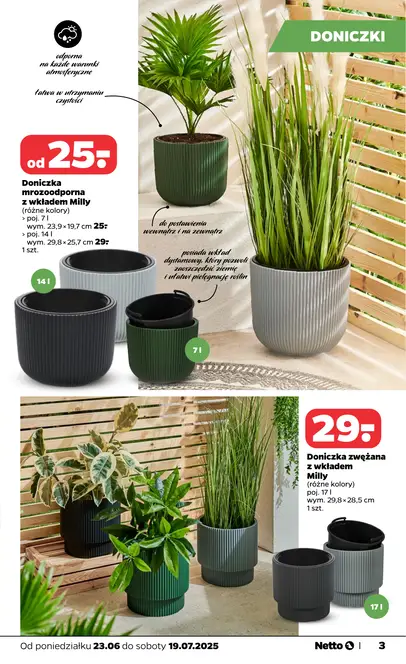 DONICZKI
odporna
na każde warunki
atmosferyczne
łatwa w utrzymaniu
czystości
od 25.-
Doniczka
mrozoodporna
z wkładem Milly
(różne kolory)
> poj. 7 l
wym. 23,9 × 19,7 cm 25.-
> poj. 14 l
wym. 29,8 × 25,7 cm 29.-
1 szt.
do postawienia
wewnątrz i na zewnątrz
posiada wkład
dystansowy, który pozwoli
zaoszczędzić ziemię
i ułatwi pielęgnację roślin
14 l
7 l
29.-
Doniczka zwężana
z wkładem
Milly
(różne kolory)
poj. 17 l
wym. 29,8 × 28,5 cm
1 szt.
17 l
Od poniedziałku 23.06 do soboty 19.07.2025
Netto | 3